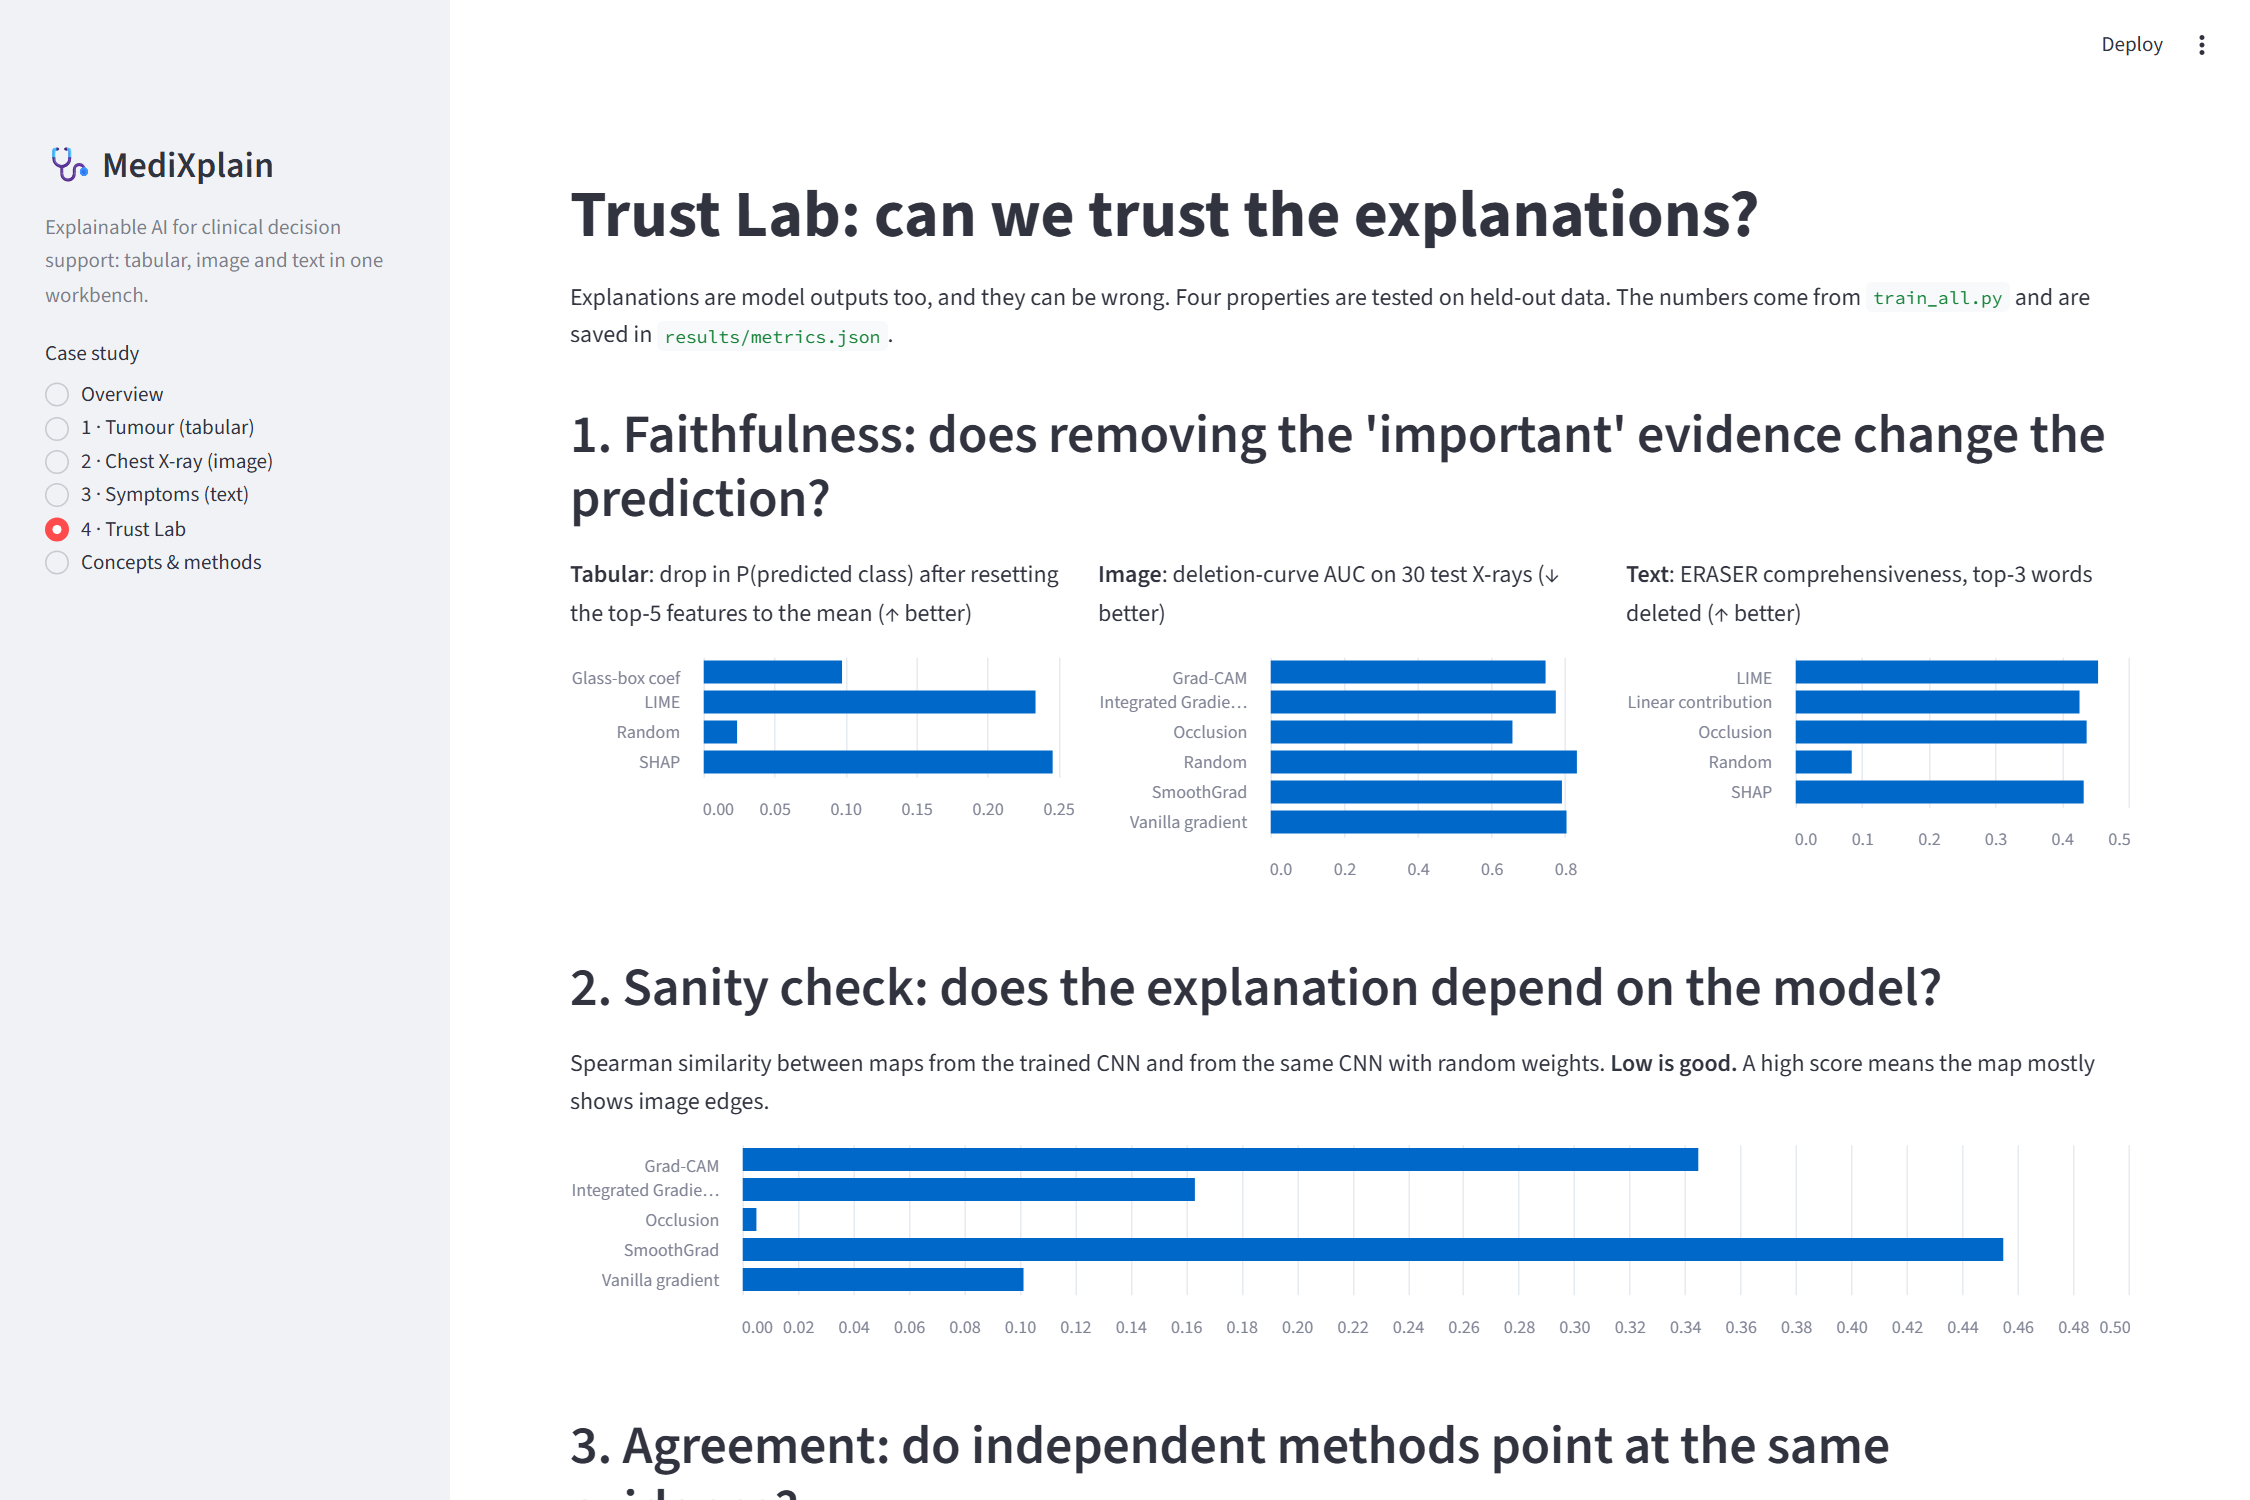 Deploy
MediXplain
Explainable AI for clinical decision
support: tabular, image and text in one
workbench.
Case study
Overview
1 · Tumour (tabular)
2 · Chest X-ray (image)
3 · Symptoms (text)
4 · Trust Lab
Concepts & methods
Trust Lab: can we trust the explanations?
Explanations are model outputs too, and they can be wrong. Four properties are tested on held-out data. The numbers come from train_all.py and are
saved in results/metrics.json.
1. Faithfulness: does removing the 'important' evidence change the
prediction?
Tabular: drop in P(predicted class) after resetting
the top-5 features to the mean (↑ better)
Glass-box coef
LIME
Random
SHAP
0.00 0.05 0.10 0.15 0.20 0.25
Image: deletion-curve AUC on 30 test X-rays (↓
better)
Grad-CAM
Integrated Gradie…
Occlusion
Random
SmoothGrad
Vanilla gradient
0.0 0.2 0.4 0.6 0.8
Text: ERASER comprehensiveness, top-3 words
deleted (↑ better)
LIME
Linear contribution
Occlusion
Random
SHAP
0.0 0.1 0.2 0.3 0.4 0.5
2. Sanity check: does the explanation depend on the model?
Spearman similarity between maps from the trained CNN and from the same CNN with random weights. Low is good. A high score means the map mostly
shows image edges.
Grad-CAM
Integrated Gradie…
Occlusion
SmoothGrad
Vanilla gradient
0.00 0.02 0.04 0.06 0.08 0.10 0.12 0.14 0.16 0.18 0.20 0.22 0.24 0.26 0.28 0.30 0.32 0.34 0.36 0.38 0.40 0.42 0.44 0.46 0.48 0.50
3. Agreement: do independent methods point at the same